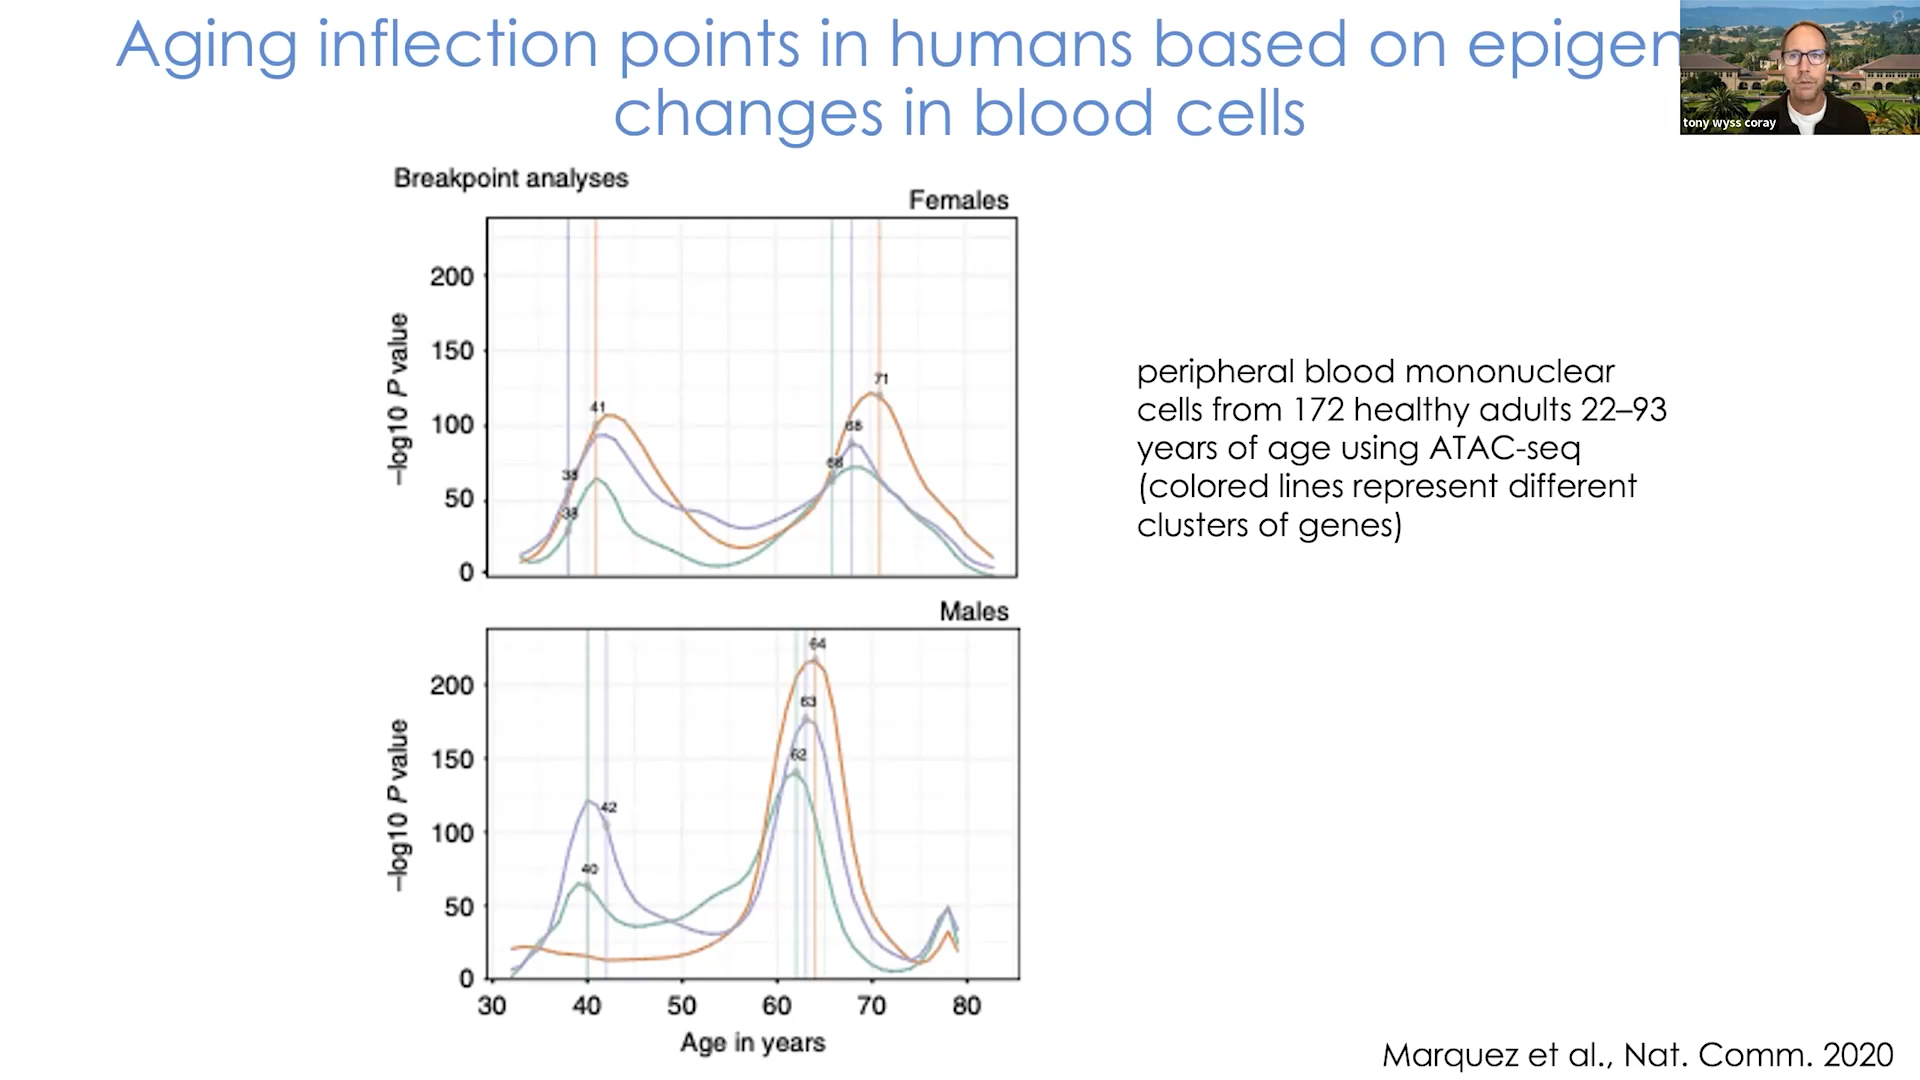 Aging inflection points in humans based on epigen
changes in blood cells
tony wyss coray
Breakpoint analyses
Females
–log10 P value
200
150
100
50
0
41
38
38
71
68
66
peripheral blood mononuclear
cells from 172 healthy adults 22–93
years of age using ATAC-seq
(colored lines represent different
clusters of genes)
Males
–log10 P value
200
150
100
50
0
64
63
62
42
40
30 40 50 60 70 80
Age in years
Marquez et al., Nat. Comm. 2020